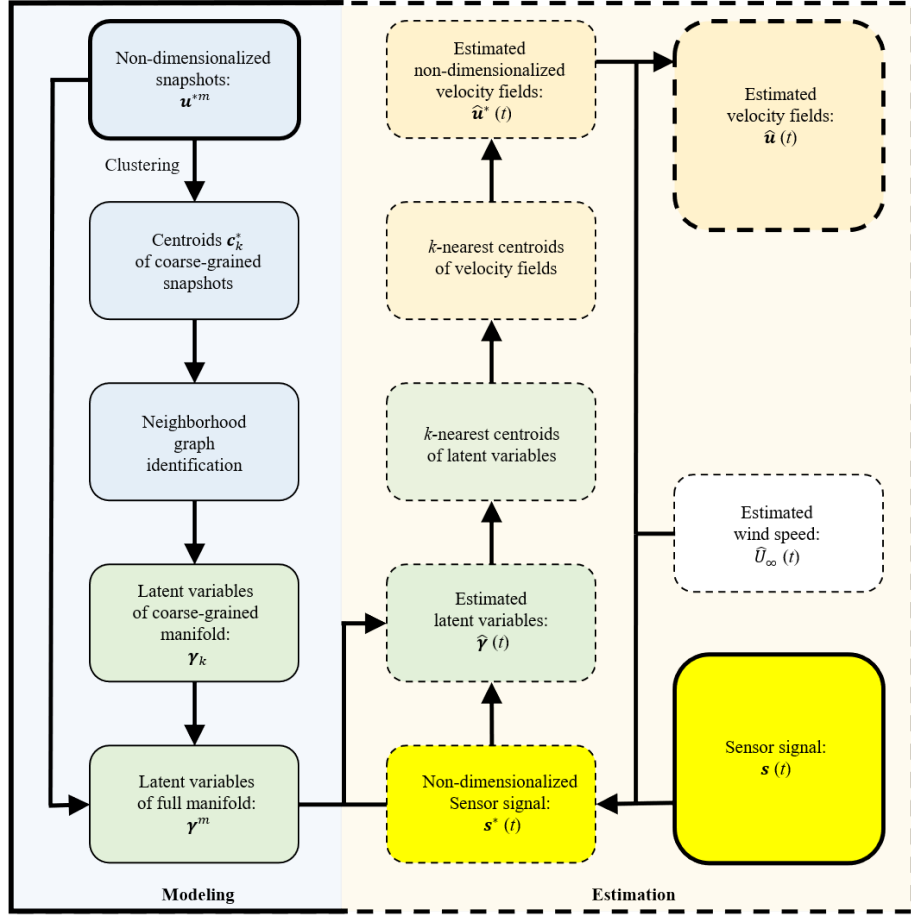 Non-dimensionalized
snapshots:
𝒖*ᵐ
Clustering
Centroids 𝒄*ₖ
of coarse-grained
snapshots
Neighborhood
graph
identification
Latent variables
of coarse-grained
manifold:
𝜸ₖ
Latent variables
of full manifold:
𝜸ᵐ
Modeling
Estimated
non-dimensionalized
velocity fields:
𝒖̂* (t)
k-nearest centroids
of velocity fields
k-nearest centroids
of latent variables
Estimated
latent variables:
𝜸̂ (t)
Non-dimensionalized
Sensor signal:
𝒔* (t)
Estimated
velocity fields:
𝒖̂ (t)
Estimated
wind speed:
Û∞ (t)
Sensor signal:
𝒔 (t)
Estimation